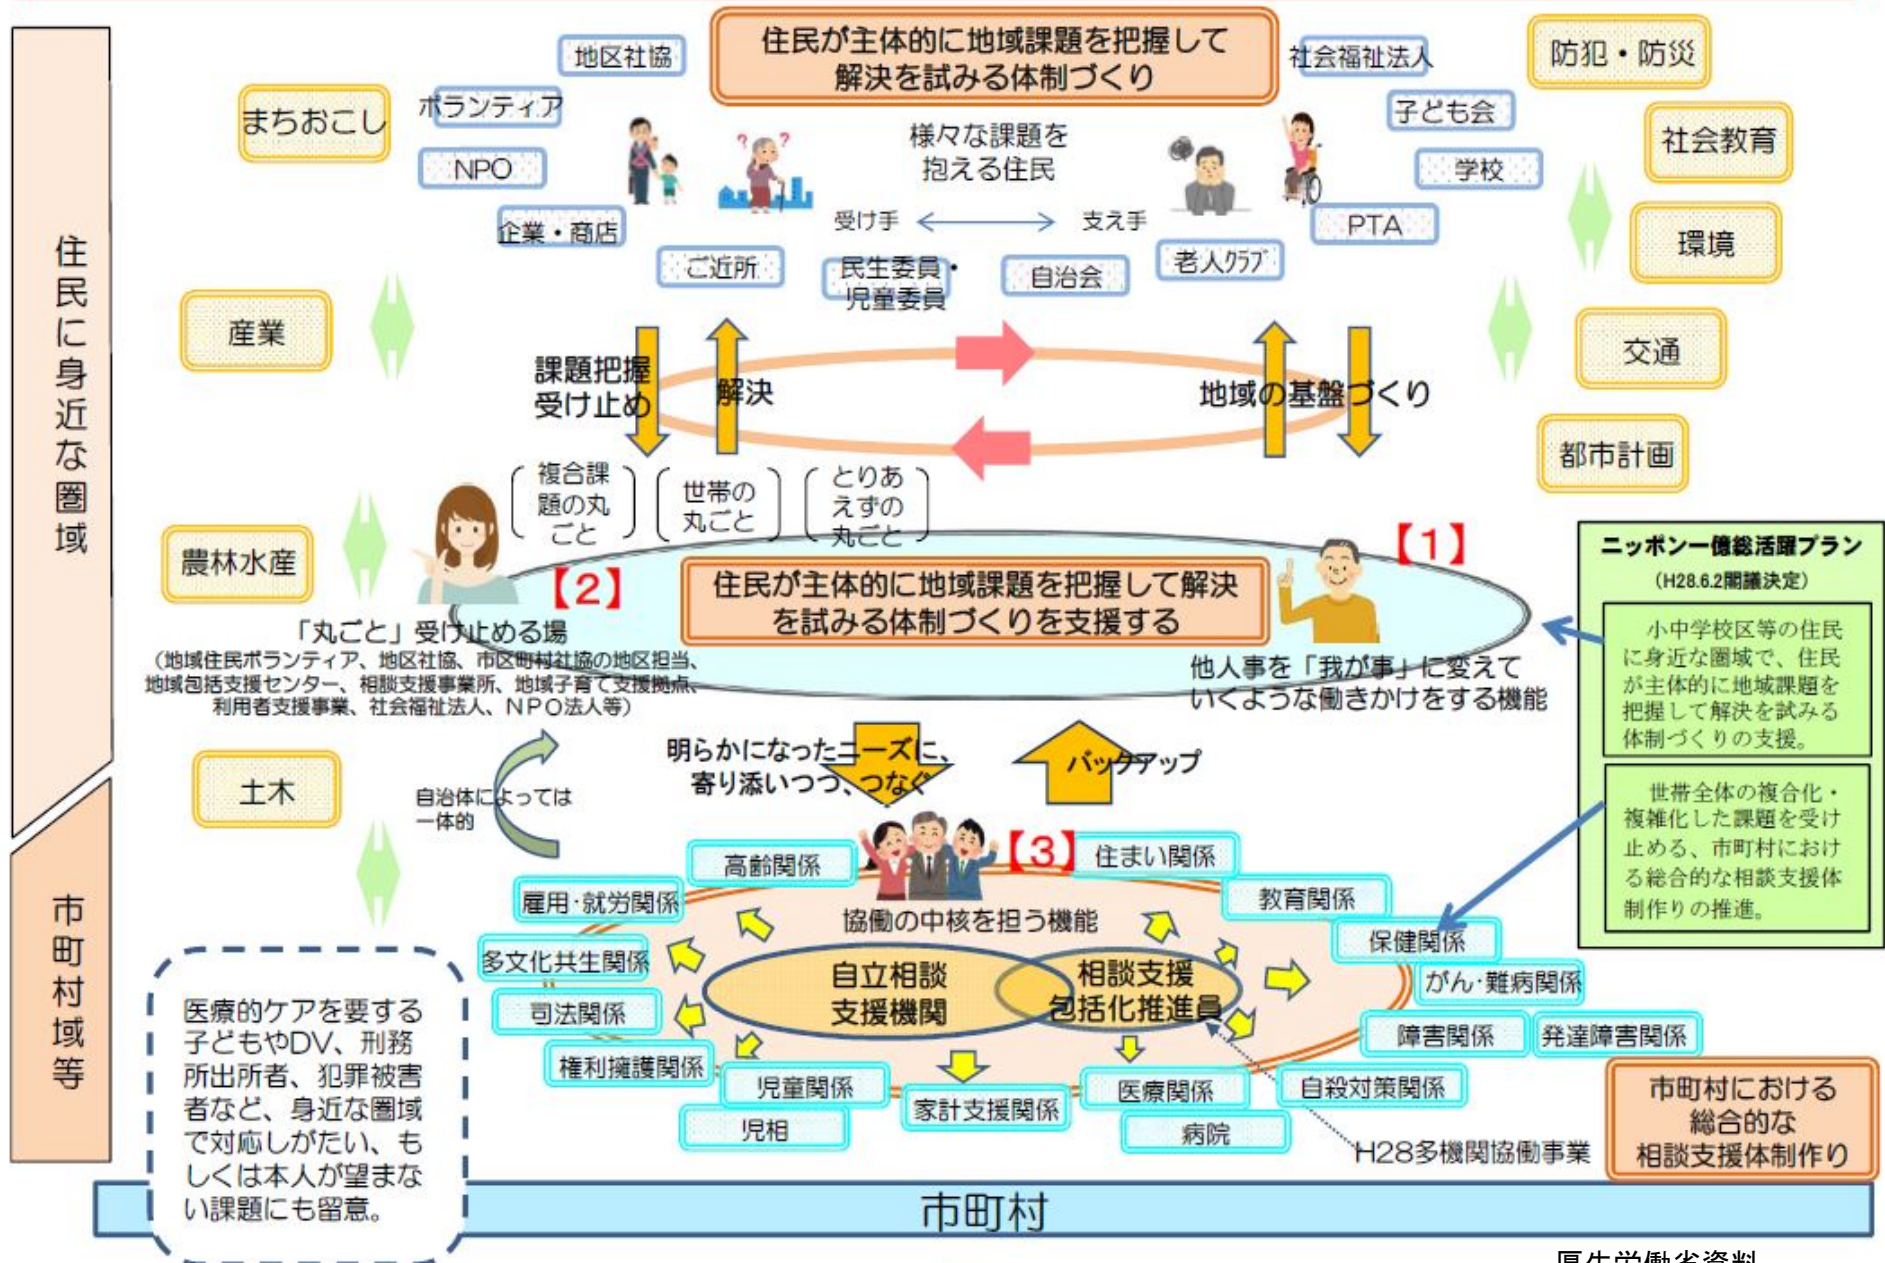 住民が主体的に地域課題を把握して
解決を試みる体制づくり
地区社協
社会福祉法人
防犯・防災
まちおこし
ボランティア
子ども会
社会教育
NPO
様々な課題を
抱える住民
?
?
学校
企業・商店
受け手
支え手
PTA
環境
ご近所
民生委員・
児童委員
自治会
老人クラブ
住民に身近な圏域
産業
交通
課題把握
受け止め
解決
地域の基盤づくり
都市計画
複合課
題の丸
ごと
世帯の
丸ごと
とりあ
えずの
丸ごと
農林水産
【2】
【1】
住民が主体的に地域課題を把握して解決
を試みる体制づくりを支援する
「丸ごと」受け止める場
(地域住民ボランティア、地区社協、市区町村社協の地区担当、
地域包括支援センター、相談支援事業所、地域子育て支援拠点、
利用者支援事業、社会福祉法人、NPO法人等)
他人事を「我が事」に変えて
いくような働きかけをする機能
ニッポン一億総活躍プラン
(H28.6.2閣議決定)
小中学校区等の住民
に身近な圏域で、住民
が主体的に地域課題を
把握して解決を試みる
体制づくりの支援。
世帯全体の複合化・
複雑化した課題を受け
止める、市町村におけ
る総合的な相談支援体
制作りの推進。
土木
自治体によっては
一体的
明らかになったニーズに、
寄り添いつつ、つなぐ
バックアップ
市町村域等
【3】
高齢関係
住まい関係
雇用・就労関係
教育関係
協働の中核を担う機能
保健関係
多文化共生関係
自立相談
支援機関
相談支援
包括化推進員
がん・難病関係
司法関係
障害関係
発達障害関係
権利擁護関係
児童関係
家計支援関係
医療関係
自殺対策関係
児相
病院
H28多機関協働事業
医療的ケアを要する
子どもやDV、刑務
所出所者、犯罪被害
者など、身近な圏域
で対応しがたい、も
しくは本人が望まな
い課題にも留意。
市町村における
総合的な
相談支援体制作り
市町村
厚生労働省資料